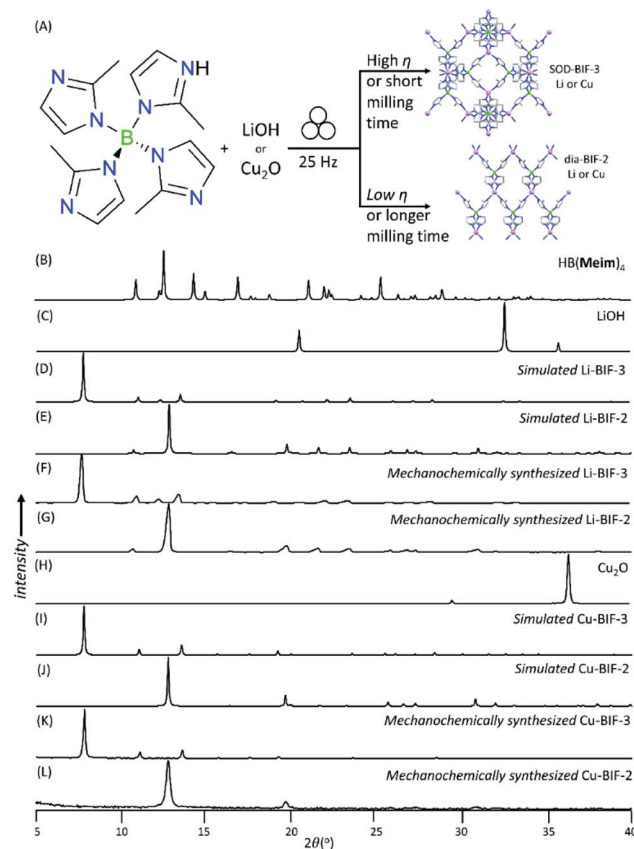 (A)
N
NH
N
N
B
N
N
N
N
+
LiOH
or
Cu₂O
25 Hz
High η
or short
milling
time
SOD-BIF-3
Li or Cu
Low η
or longer
milling time
dia-BIF-2
Li or Cu
(B)
HB(Meim)₄
(C)
LiOH
(D)
Simulated Li-BIF-3
(E)
Simulated Li-BIF-2
(F)
Mechanochemically synthesized Li-BIF-3
(G)
Mechanochemically synthesized Li-BIF-2
(H)
Cu₂O
(I)
Simulated Cu-BIF-3
(J)
Simulated Cu-BIF-2
(K)
Mechanochemically synthesized Cu-BIF-3
(L)
Mechanochemically synthesized Cu-BIF-2
intensity
5 10 15 20 25 30 35 40
2θ(°)